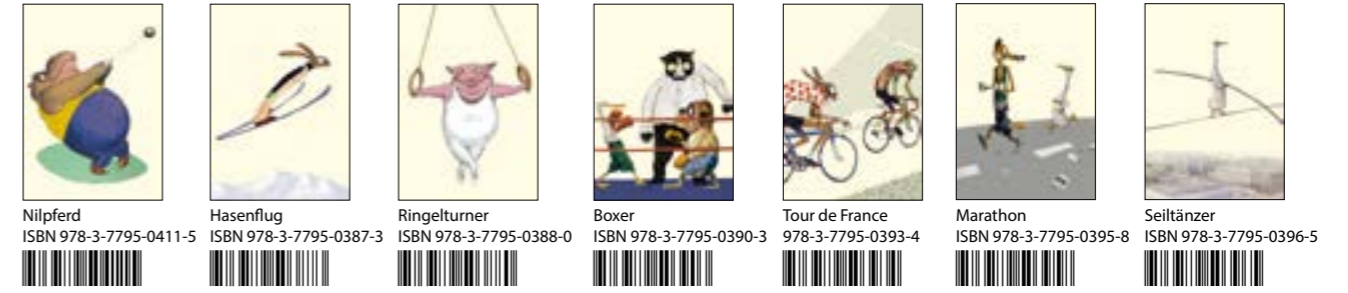 Nilpferd
ISBN 978-3-7795-0411-5
Hasenflug
ISBN 978-3-7795-0387-3
Ringelturner
ISBN 978-3-7795-0388-0
Boxer
ISBN 978-3-7795-0390-3
Tour de France
978-3-7795-0393-4
Marathon
ISBN 978-3-7795-0395-8
Seiltänzer
ISBN 978-3-7795-0396-5